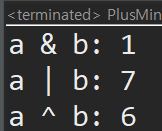 <terminated> PlusMin
a & b: 1
a | b: 7
a ^ b: 6